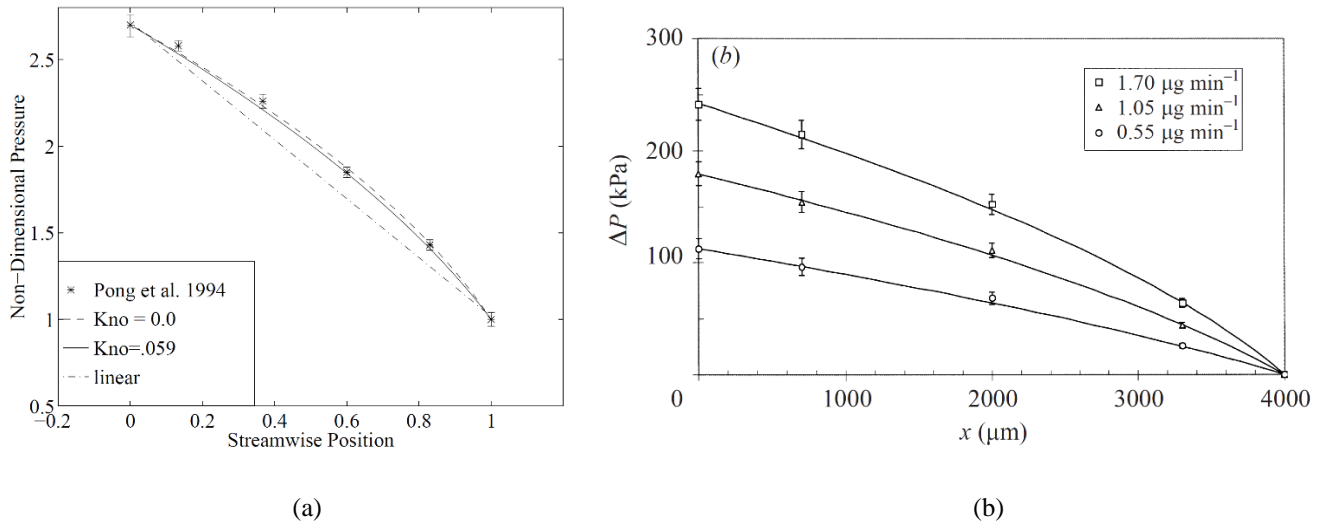 2.5
2
1.5
1
0.5
Non−Dimensional Pressure
Pong et al. 1994
Kno = 0.0
Kno=.059
linear
−0.2 0 0.2 0.4 0.6 0.8 1
Streamwise Position
(a)
300
200
100
0 1000 2000 3000 4000
ΔP (kPa)
(b)
1.70 μg min⁻¹
1.05 μg min⁻¹
0.55 μg min⁻¹
x (μm)
(b)